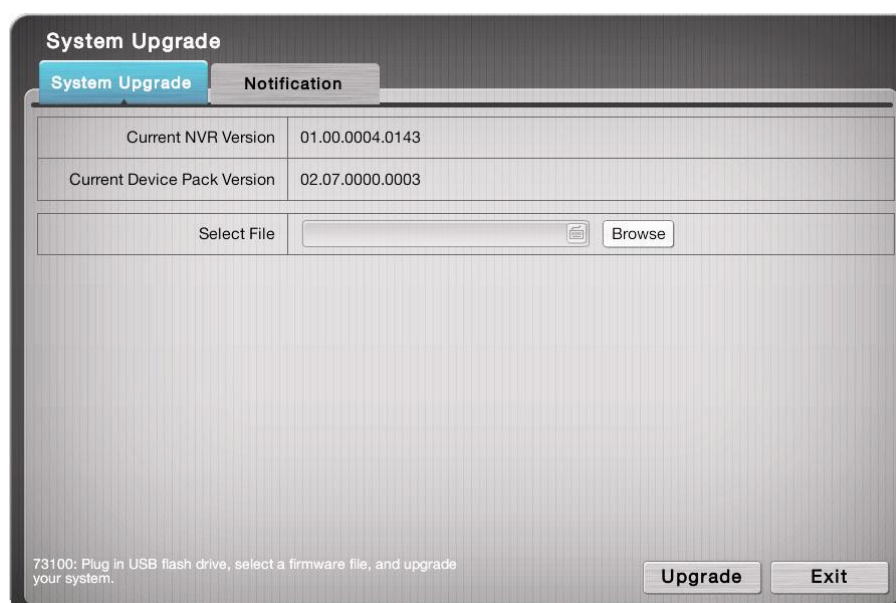 System Upgrade
System Upgrade Notification
Current NVR Version 01.00.0004.0143
Current Device Pack Version 02.07.0000.0003
Select File Browse
73100: Plug in USB flash drive, select a firmware file, and upgrade
your system.
Upgrade Exit